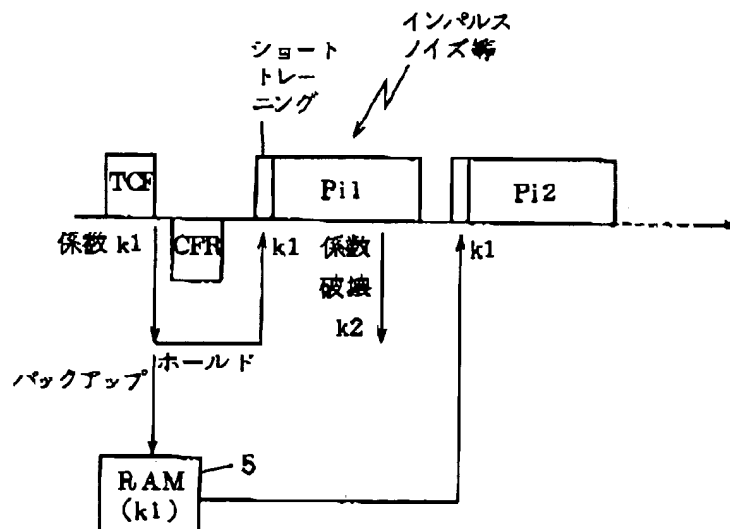 インパルス
ノイズ等
ショート
トレー
ニング
TCF
Pi1
Pi2
係数 k1
CFR
k1
係数
破壊
k2
k1
ホールド
バックアップ
RAM
(k1)
5